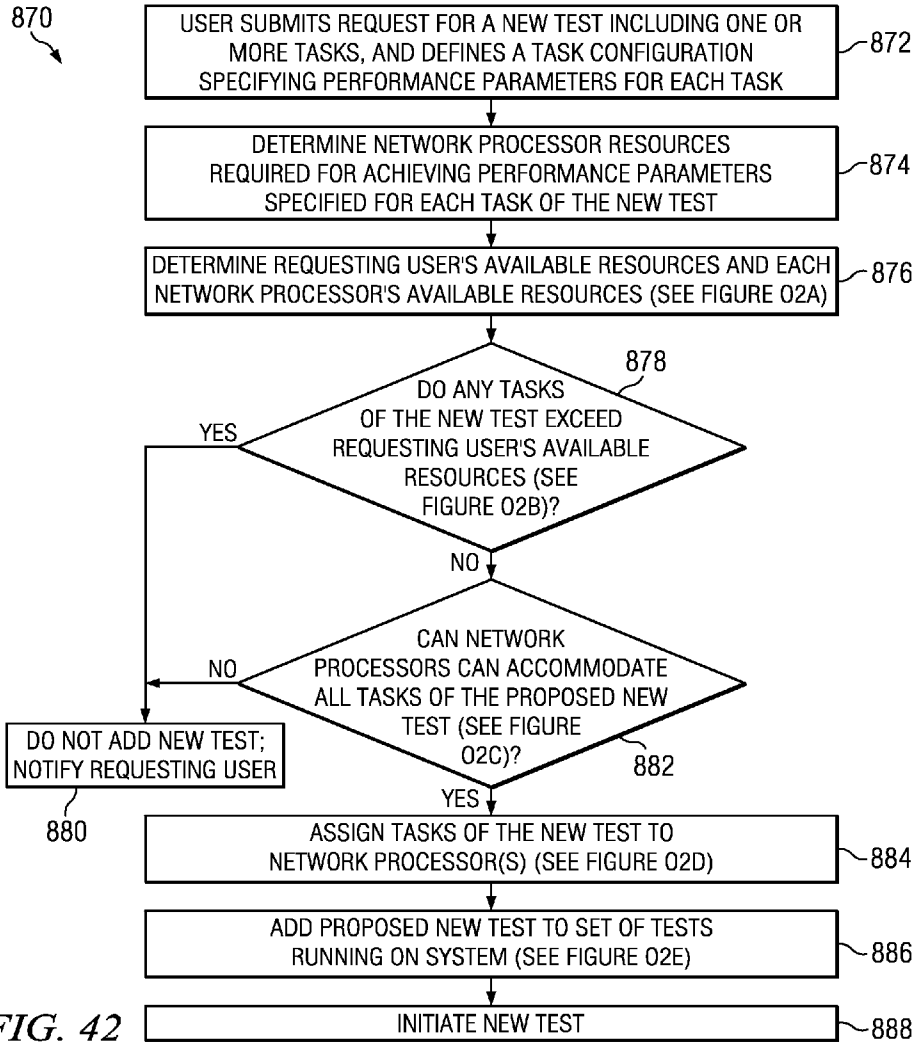 870
USER SUBMITS REQUEST FOR A NEW TEST INCLUDING ONE OR
MORE TASKS, AND DEFINES A TASK CONFIGURATION
SPECIFYING PERFORMANCE PARAMETERS FOR EACH TASK
872
DETERMINE NETWORK PROCESSOR RESOURCES
REQUIRED FOR ACHIEVING PERFORMANCE PARAMETERS
SPECIFIED FOR EACH TASK OF THE NEW TEST
874
DETERMINE REQUESTING USER'S AVAILABLE RESOURCES AND EACH
NETWORK PROCESSOR'S AVAILABLE RESOURCES (SEE FIGURE O2A)
876
878
DO ANY TASKS
OF THE NEW TEST EXCEED
REQUESTING USER'S AVAILABLE
RESOURCES (SEE
FIGURE O2B)?
YES
NO
CAN NETWORK
PROCESSORS CAN ACCOMMODATE
ALL TASKS OF THE PROPOSED NEW
TEST (SEE FIGURE
O2C)?
882
NO
DO NOT ADD NEW TEST;
NOTIFY REQUESTING USER
880
YES
ASSIGN TASKS OF THE NEW TEST TO
NETWORK PROCESSOR(S) (SEE FIGURE O2D)
884
ADD PROPOSED NEW TEST TO SET OF TESTS
RUNNING ON SYSTEM (SEE FIGURE O2E)
886
INITIATE NEW TEST
888
FIG. 42